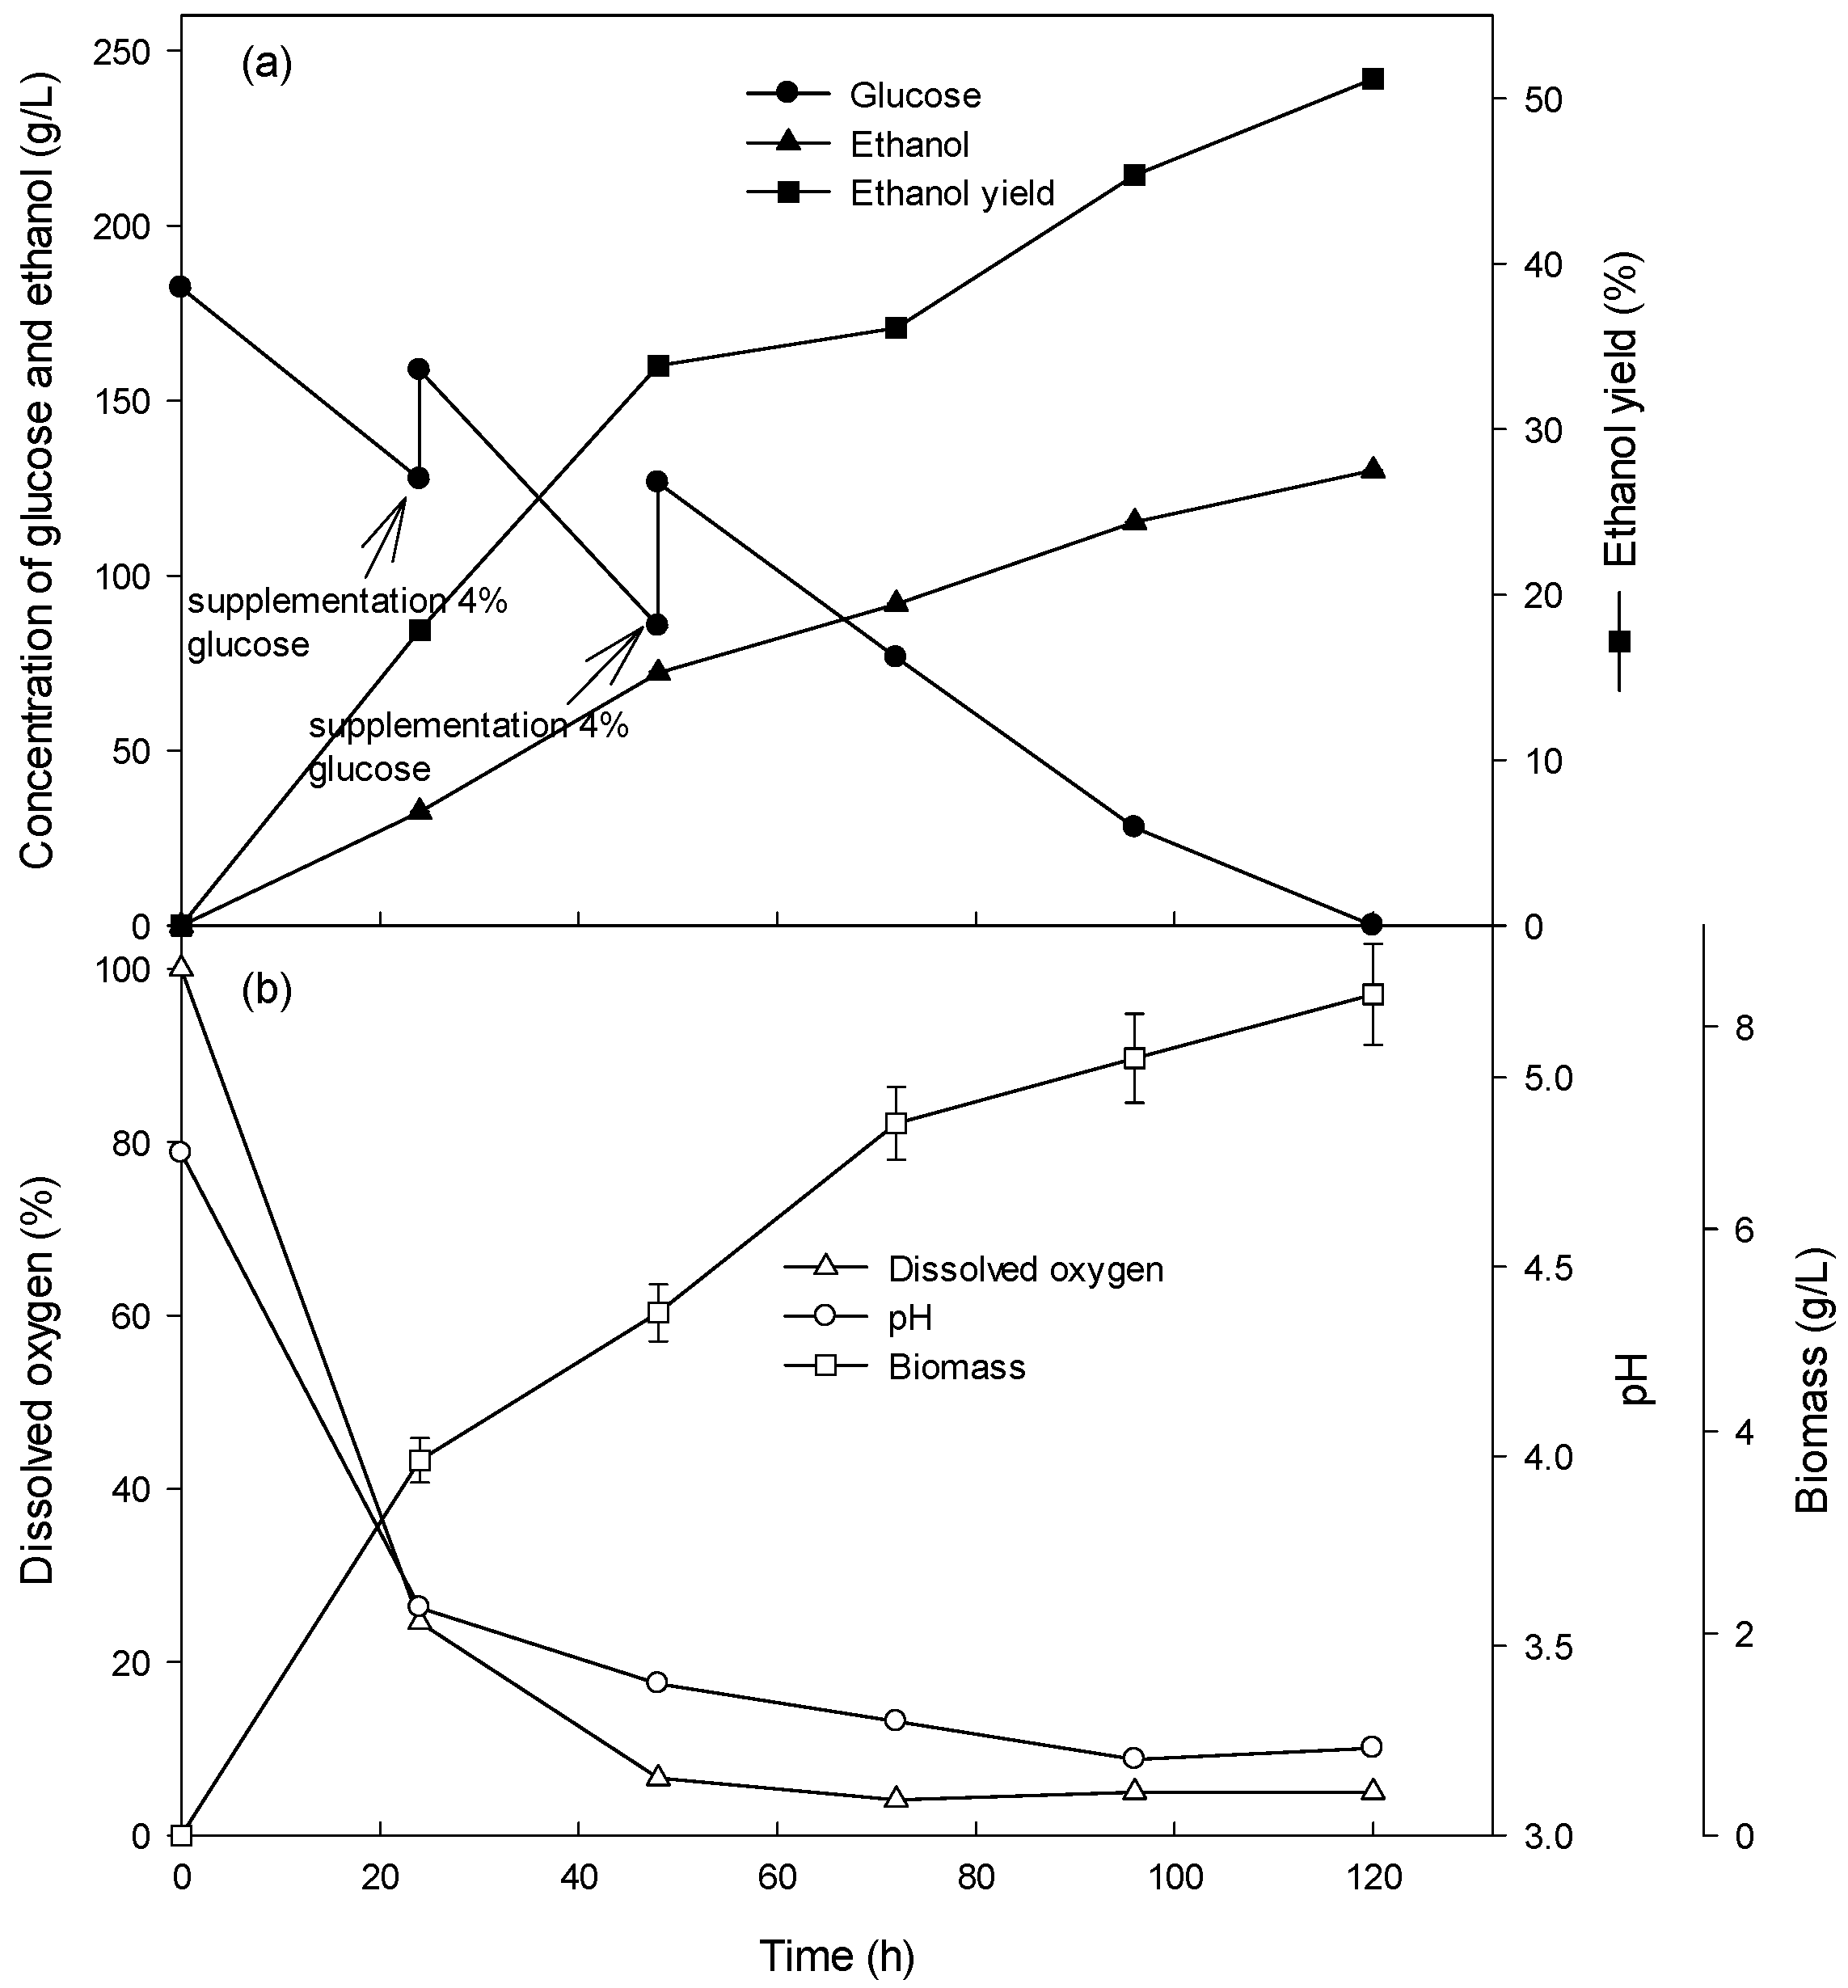 (a)
Glucose
Ethanol
Ethanol yield
Concentration of glucose and ethanol (g/L)
250
200
150
100
50
0
50
40
30
20
10
0
Ethanol yield (%)
supplementation 4%
glucose
supplementation 4%
glucose
(b)
Dissolved oxygen (%)
100
80
60
40
20
0
Dissolved oxygen
pH
Biomass
5.0
4.5
4.0
3.5
3.0
pH
8
6
4
2
0
Biomass (g/L)
0
20
40
60
80
100
120
Time (h)